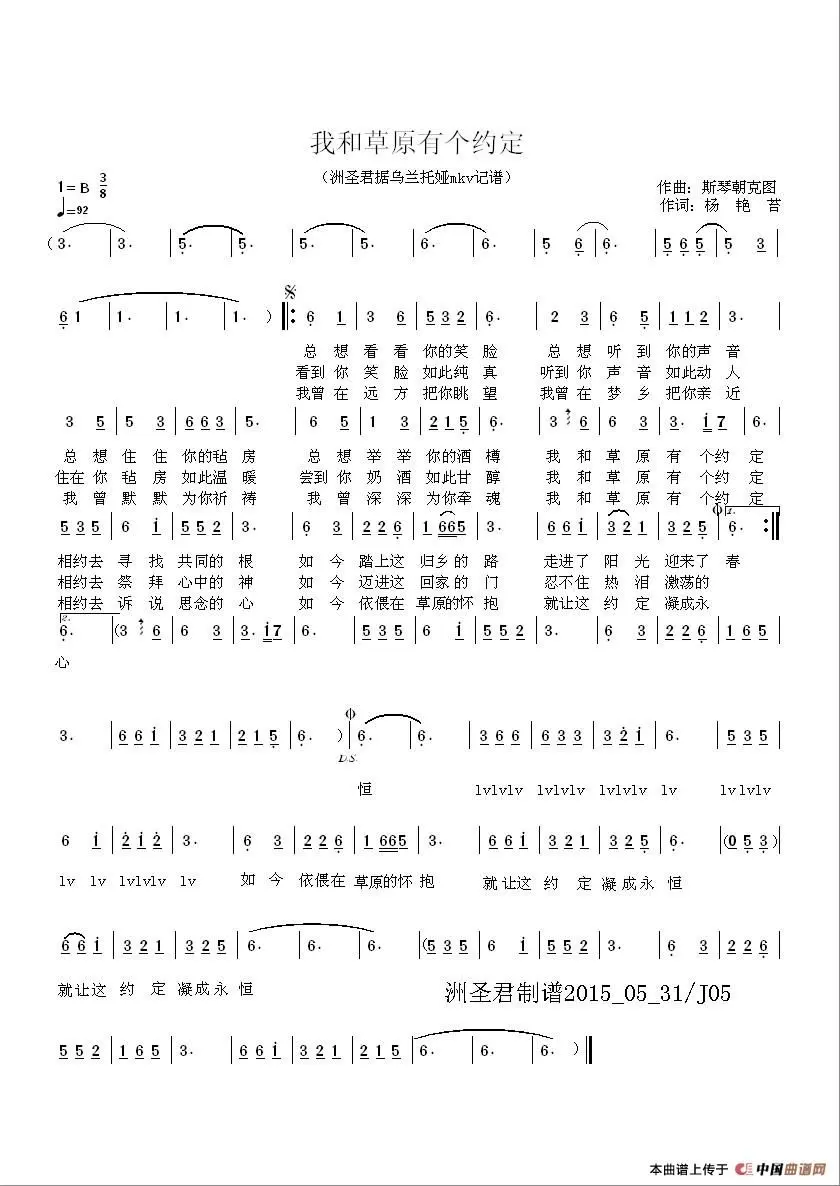 我和草原有个约定
(洲圣君据乌兰托娅mkv记谱)
1=B 3/8
作曲: 斯琴朝克图
♩=92
作词: 杨 艳 苔
(3. | 3. | 5. | 5. | 5. | 5. | 6. | 6. | 5 6 | 6 5 | 5 6 5 | 5 3
6 1 | 1. | 1. | 1. ) 𝄋 ‖: 6 1 | 3 6 | 5 3 2 | 6. | 2 3 | 6 5 | 1 1 2 | 3.
总 想 看 看 你的笑 脸 总 想 听 到 你的声 音
看到 你 笑 脸 如此纯 真 听到 你 声 音 如此动 人
我曾 在 远 方 把你眺 望 我曾 在 梦 乡 把你亲 近
3 5 | 5 5 | 6 6 3 | 5. | 6 5 | 1 3 | 2 1 5 | 6. | 3 6 | 6 3 | 3. 1 7 | 6.
总 想 住 住 你的毡 房 总 想 举 举 你的酒 樽 我 和 草 原 有 个约 定
住在 你 毡 房 如此温 暖 尝到 你 奶 酒 如此甘 醇 我 和 草 原 有 个约 定
我 曾 默 默 为你祈 祷 我 曾 深 深 为你牵 魂 我 和 草 原 有 个约 定
5 3 5 | 6 1 | 5 5 2 | 3. | 6 3 | 2 2 6 | 1 6 6 5 | 3. | 6 6 1 | 3 2 1 | 3 2 5 | 1. 6. :‖
相约去 寻 找 共同的 根 如 今 踏上这 归乡 的 路 走进了 阳 光 迎来了 春
相约去 祭 拜 心中的 神 如 今 迈进这 回家 的 门 忍不住 热 泪 激荡的
相约去 诉 说 思念的 心 如 今 依偎在 草原的怀 抱 就让这 约 定 凝成永
2. 6. | (3 6 | 6 3 | 3. 1 7 | 6. | 5 3 5 | 6 1 | 5 5 2 | 3. | 6 3 | 2 2 6 | 1 6 5
心
3. | 6 6 1 | 3 2 1 | 2 1 5 | 6. ) | 6. | 6. | 3 6 6 | 6 3 3 | 3 2 1 | 6. | 5 3 5
D.S.
恒 lvlvlv lvlvlv lvlvlv lv lvlvlv
6 1 | 2 1 2 | 3. | 6 3 | 2 2 6 | 1 6 6 5 | 3. | 6 6 1 | 3 2 1 | 3 2 5 | 6. | (0 5 3)
lv lv lvlvlv lv 如 今 依偎在 草原的怀 抱 就让这 约 定 凝成永 恒
6 6 1 | 3 2 1 | 3 2 5 | 6. | 6. | 6. | (5 3 5 | 6 1 | 5 5 2 | 3. | 6 3 | 2 2 6
就让这 约 定 凝成永 恒
洲圣君制谱2015_05_31/J05
5 5 2 | 1 6 5 | 3. | 6 6 1 | 3 2 1 | 2 1 5 | 6. | 6. | 6. ) ‖
本曲谱上传于 中国曲谱网